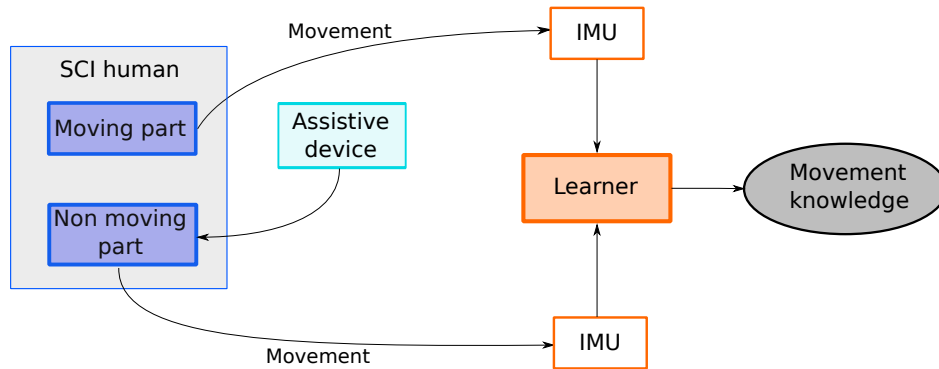 Movement
IMU
SCI human
Moving part
Assistive
device
Learner
Movement
knowledge
Non moving
part
IMU
Movement